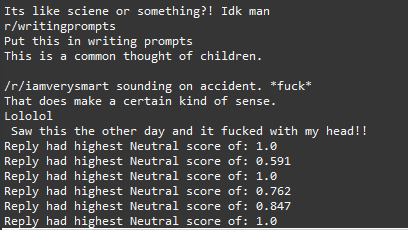 Its like sciene or something?! Idk man
r/writingprompts
Put this in writing prompts
This is a common thought of children.
/r/iamverysmart sounding on accident. *fuck*
That does make a certain kind of sense.
Lololol
Saw this the other day and it fucked with my head!!
Reply had highest Neutral score of: 1.0
Reply had highest Neutral score of: 0.591
Reply had highest Neutral score of: 1.0
Reply had highest Neutral score of: 0.762
Reply had highest Neutral score of: 0.847
Reply had highest Neutral score of: 1.0